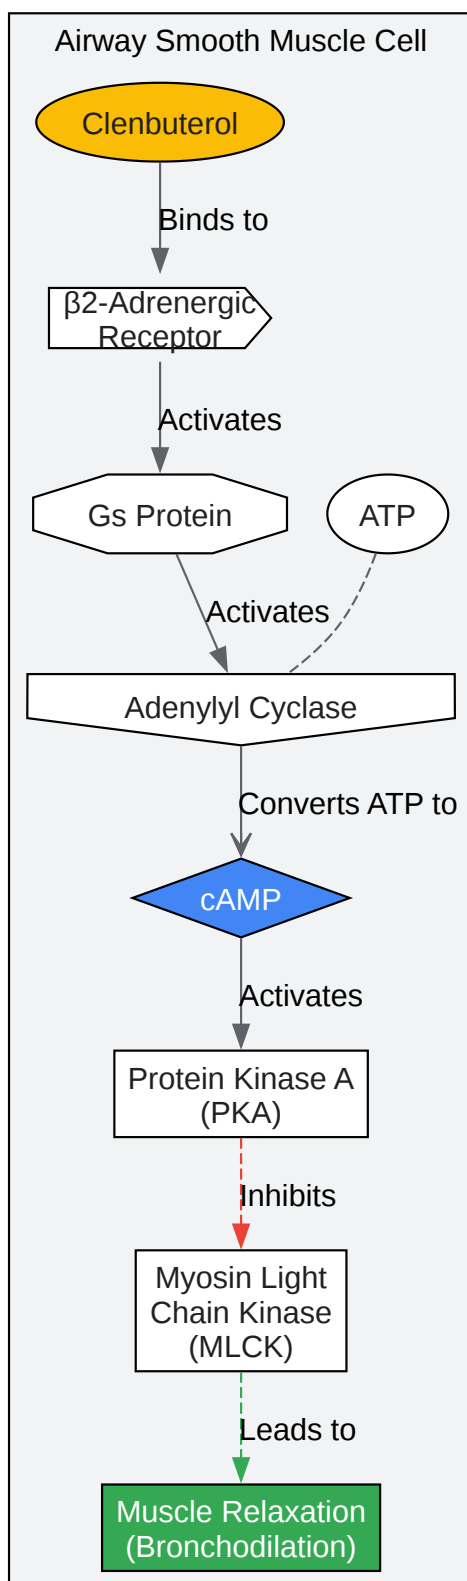 Airway Smooth Muscle Cell
Clenbuterol
Binds to
β2-Adrenergic
Receptor
Activates
Gs Protein
ATP
Activates
Adenylyl Cyclase
Converts ATP to
cAMP
Activates
Protein Kinase A
(PKA)
Inhibits
Myosin Light
Chain Kinase
(MLCK)
Leads to
Muscle Relaxation
(Bronchodilation)